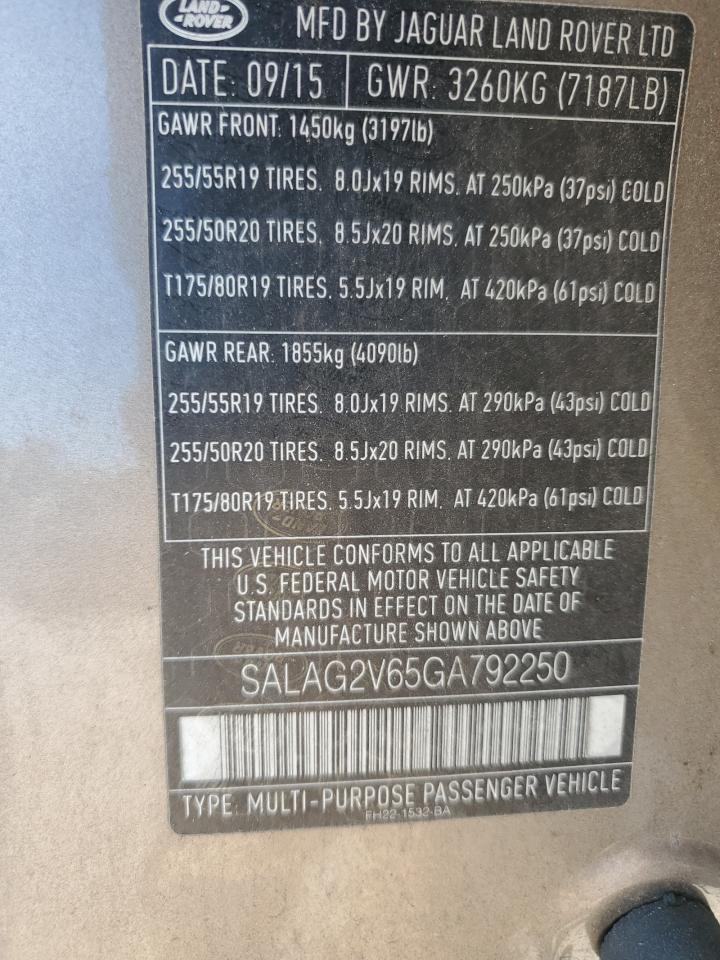 LAND-
-ROVER
MFD BY JAGUAR LAND ROVER LTD
DATE: 09/15 GWR: 3260KG (7187LB)
GAWR FRONT: 1450kg (3197lb)
255/55R19 TIRES. 8.0Jx19 RIMS. AT 250kPa (37psi) COLD
255/50R20 TIRES. 8.5Jx20 RIMS. AT 250kPa (37psi) COLD
T175/80R19 TIRES. 5.5Jx19 RIM. AT 420kPa (61psi) COLD
GAWR REAR: 1855kg (4090lb)
255/55R19 TIRES. 8.0Jx19 RIMS. AT 290kPa (43psi) COLD
255/50R20 TIRES. 8.5Jx20 RIMS. AT 290kPa (43psi) COLD
T175/80R19 TIRES. 5.5Jx19 RIM. AT 420kPa (61psi) COLD
THIS VEHICLE CONFORMS TO ALL APPLICABLE
U.S. FEDERAL MOTOR VEHICLE SAFETY
STANDARDS IN EFFECT ON THE DATE OF
MANUFACTURE SHOWN ABOVE
SALAG2V65GA792250
TYPE: MULTI-PURPOSE PASSENGER VEHICLE
FH22-1532-BA